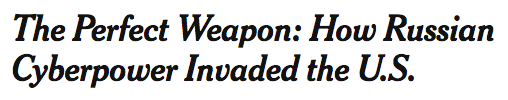 The Perfect Weapon: How Russian
Cyberpower Invaded the U.S.